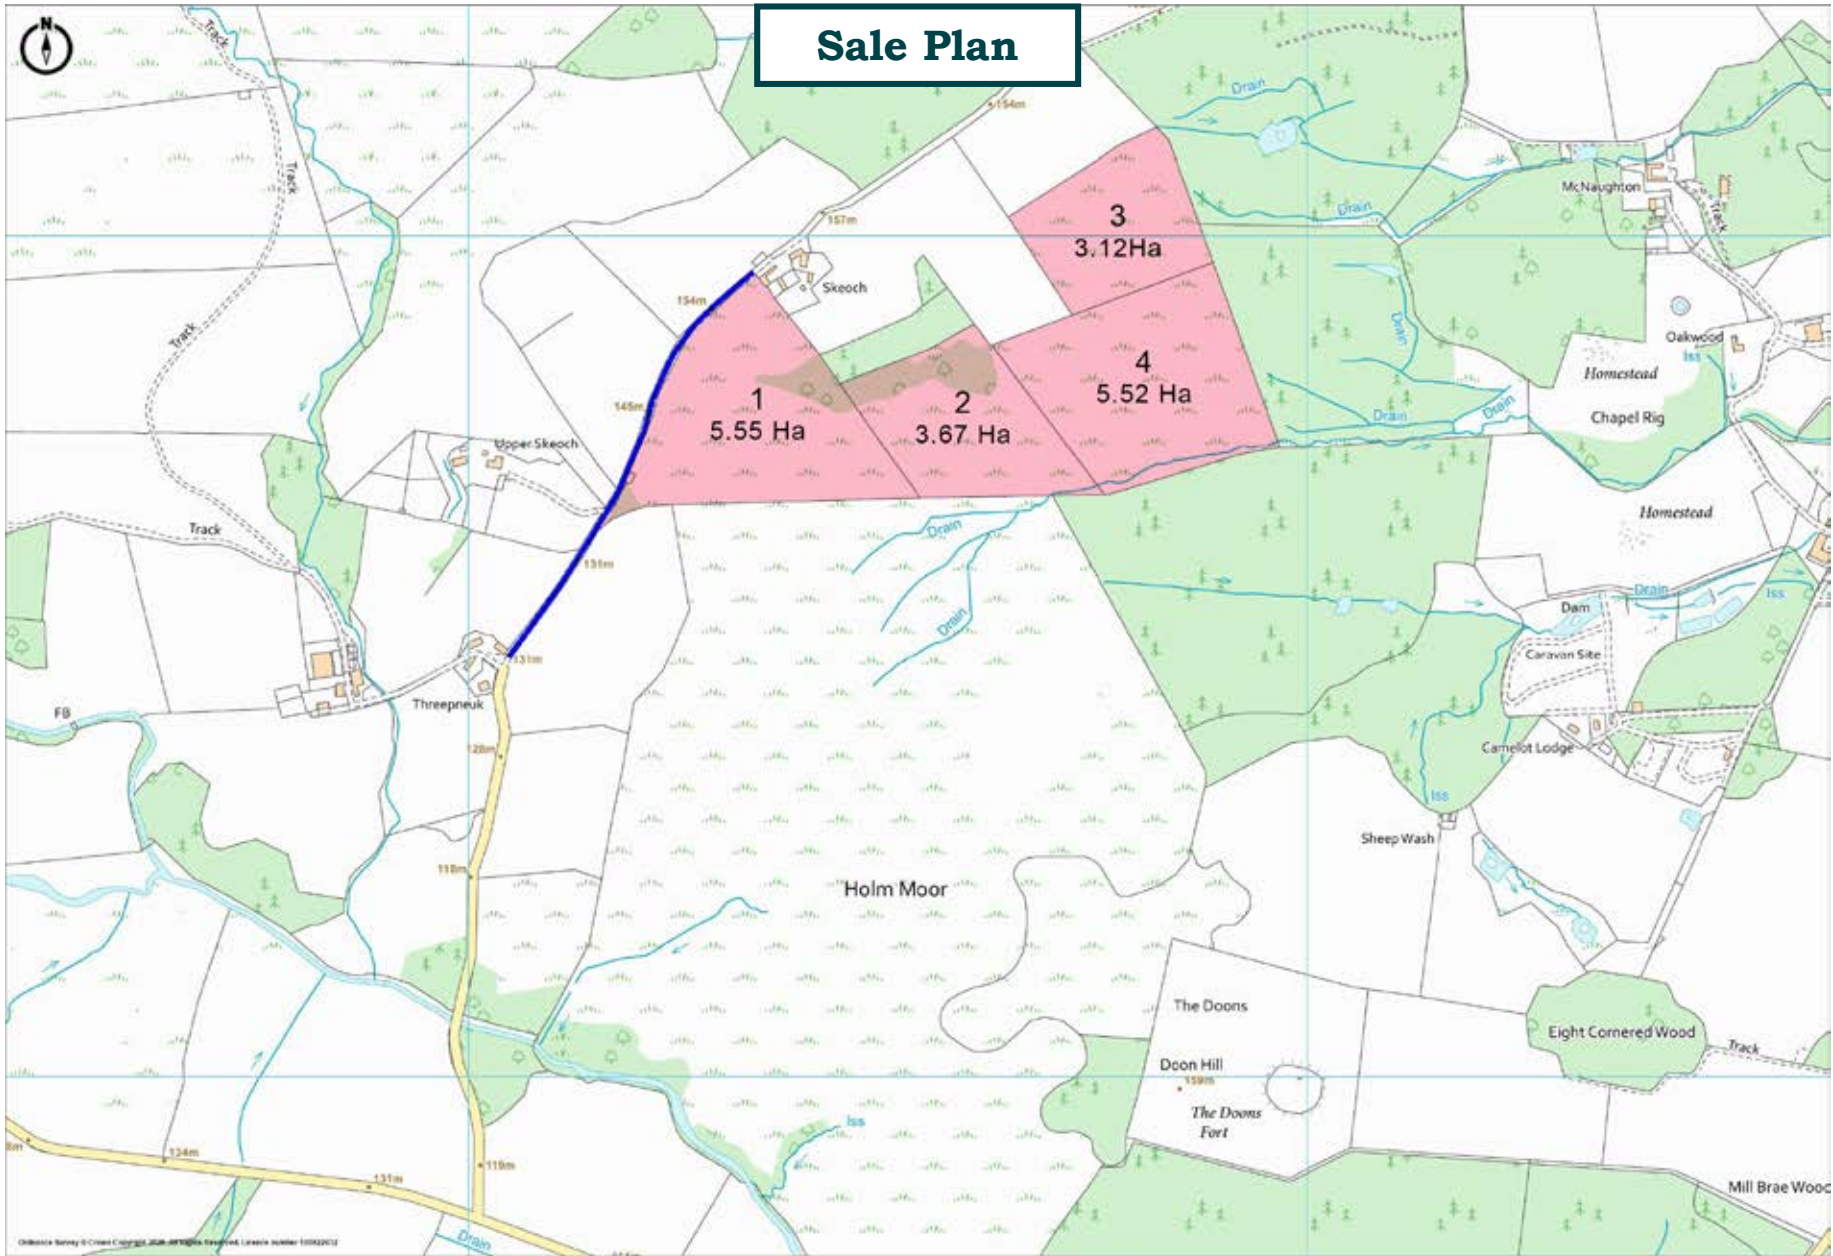 N
Sale Plan
Track
154m
Drain
McNaughton
Track
Track
Drain
157m
3
3.12Ha
Skeoch
154m
Track
Drain
Oakwood
Iss
Homestead
4
5.52 Ha
1
5.55 Ha
2
3.67 Ha
145m
Drain
Drain
Chapel Rig
Upper Skeoch
Homestead
Track
Drain
131m
Drain
Dam
Drain
Iss
Caravan Site
131m
Threepneuk
FB
128m
Camelot Lodge
Iss
Sheep Wash
118m
Holm Moor
The Doons
Eight Cornered Wood
Track
Doon Hill
159m
The Doons
Fort
Iss
134m
119m
131m
Mill Brae Wood
Drain